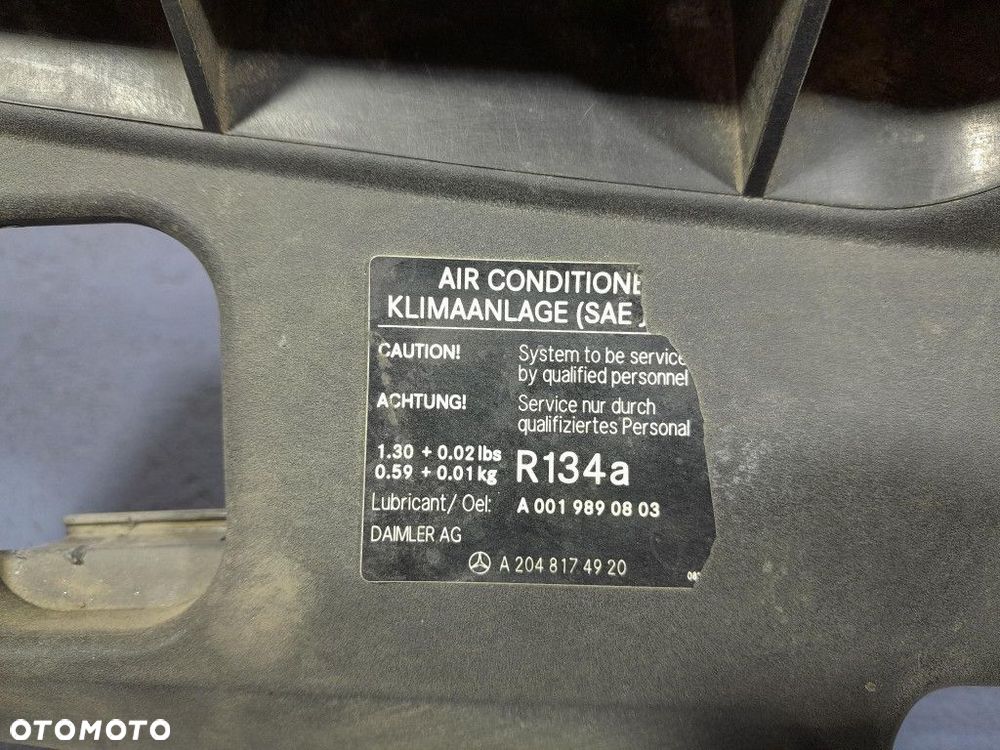 AIR CONDITIONE
KLIMAANLAGE (SAE J
CAUTION!
System to be service
by qualified personnel
ACHTUNG!
Service nur durch
qualifiziertes Personal
1.30 + 0.02 lbs
0.59 + 0.01 kg
R134a
Lubricant/ Oel:
A 001 989 08 03
DAIMLER AG
A 204 817 49 20
OTOMOTO